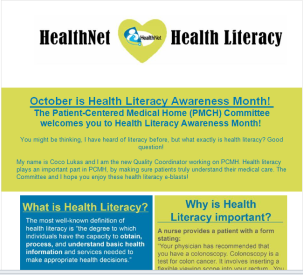 HealthNet HealthNet Health Literacy
October is Health Literacy Awareness Month!
The Patient-Centered Medical Home (PMCH) Committee
welcomes you to Health Literacy Awareness Month!
You might be thinking, I have heard of literacy before, but what exactly is health literacy? Good
question!
My name is Coco Lukas and I am the new Quality Coordinator working on PCMH. Health literacy
plays an important part in PCMH, by making sure patients truly understand their medical care. The
Committee and I hope you enjoy these health literacy e-blasts!
What is Health Literacy?
The most well-known definition of
health literacy is "the degree to which
individuals have the capacity to obtain,
process, and understand basic health
information and services needed to
make appropriate health decisions."
Why is Health
Literacy important?
A nurse provides a patient with a form
stating:
"Your physician has recommended that
you have a colonoscopy. Colonoscopy is a
test for colon cancer. It involves inserting a
flexible viewing scope into your rectum. You